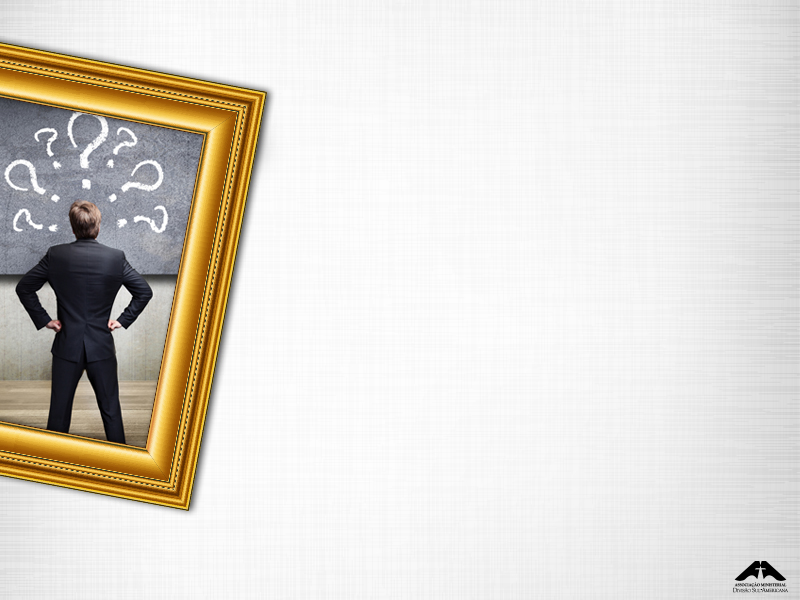 ? ? ? ? ? ? ?
ASSOCIAÇÃO MINISTERIAL
DIVISÃO SUL-AMERICANA